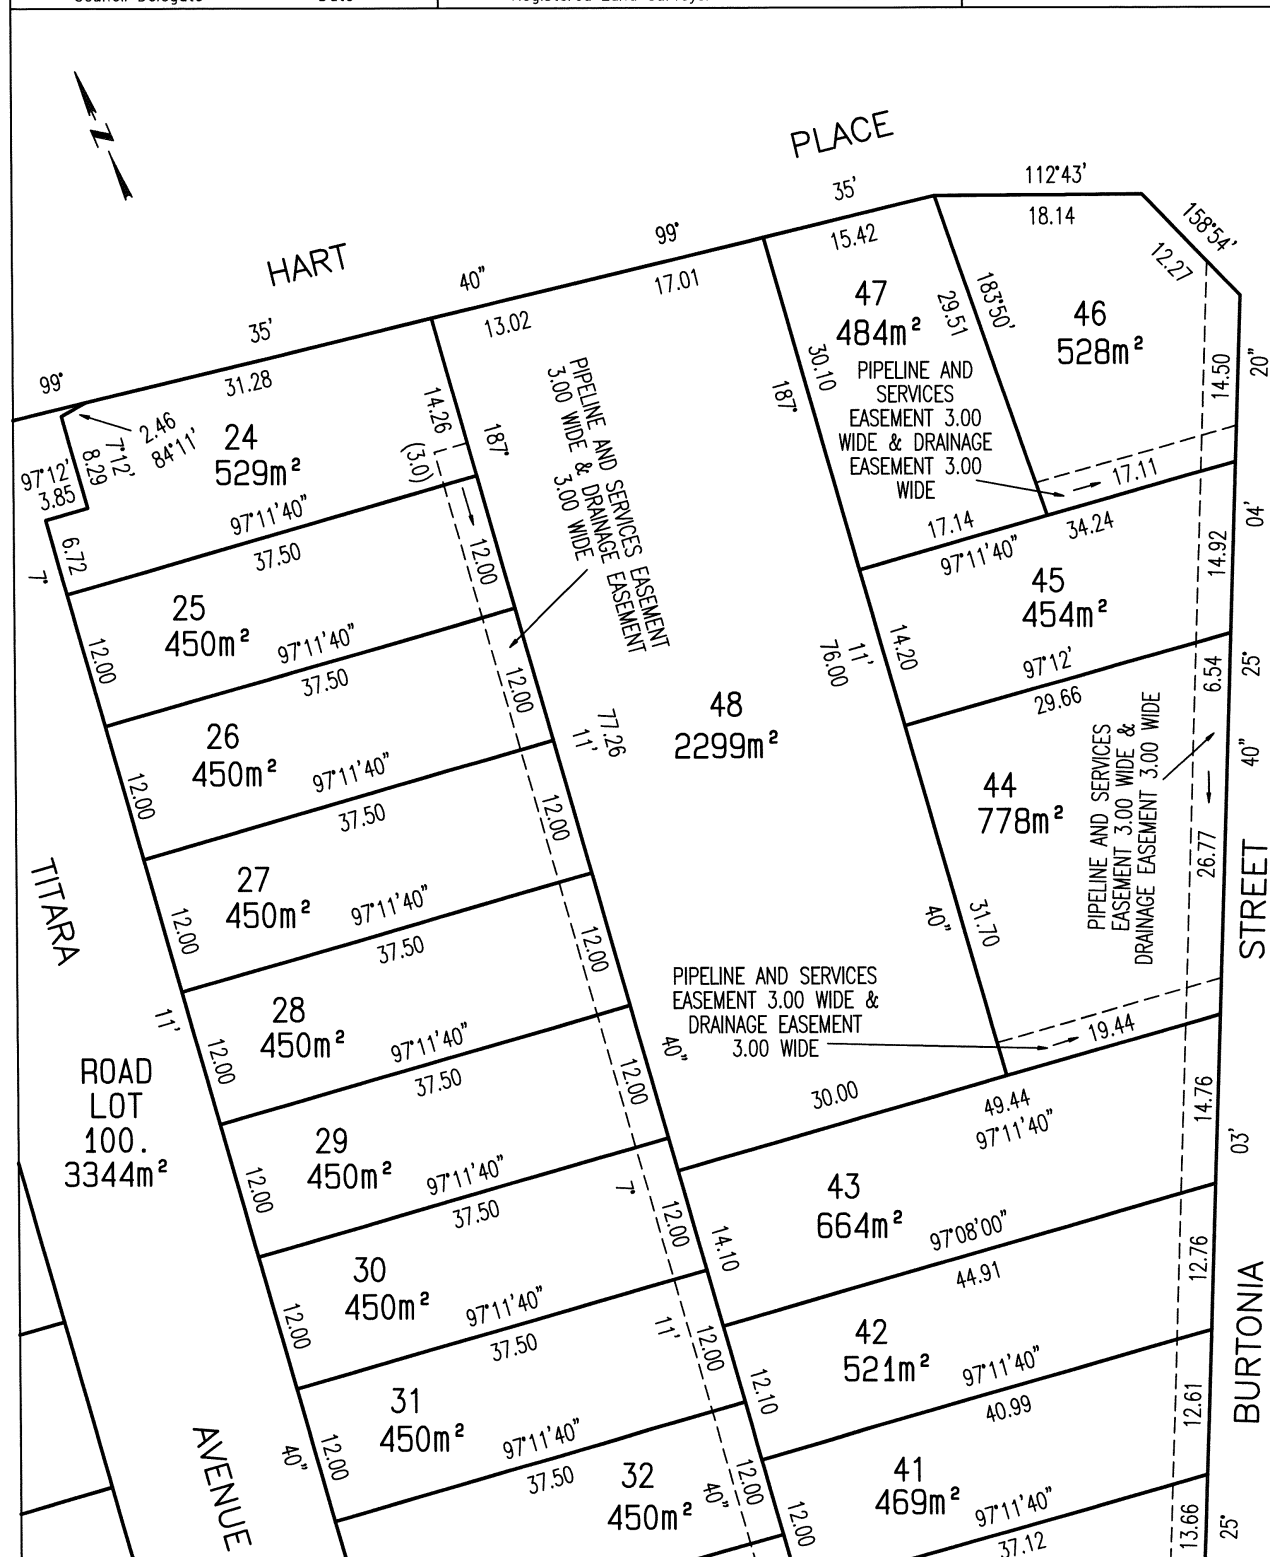 N
HART
PLACE
99°
35'
40"
99°
35'
112°43'
158°54'
31.28
13.02
17.01
15.42
18.14
12.27
2.46
84°11'
7°12'
8.29
97°12'
3.85
6.72
24
529m²
14.26
(3.0)
187°
97°11'40"
37.50
PIPELINE AND SERVICES EASEMENT
3.00 WIDE & DRAINAGE EASEMENT
3.00 WIDE
47
484m²
30.10
187°
29.51
183°50'
PIPELINE AND
SERVICES
EASEMENT 3.00
WIDE & DRAINAGE
EASEMENT 3.00
WIDE
17.14
46
528m²
14.50
20"
17.11
97°11'40"
34.24
04'
7°
25
450m²
12.00
12.00
97°11'40"
37.50
45
454m²
14.92
14.20
97°12'
29.66
6.54
25°
26
450m²
12.00
12.00
97°11'40"
37.50
77.26
11'
48
2299m²
11'
76.00
44
778m²
PIPELINE AND SERVICES
EASEMENT 3.00 WIDE &
DRAINAGE EASEMENT 3.00 WIDE
40"
26.77
STREET
27
450m²
12.00
12.00
97°11'40"
37.50
40"
31.70
TITARA
28
450m²
12.00
12.00
97°11'40"
37.50
PIPELINE AND SERVICES
EASEMENT 3.00 WIDE &
DRAINAGE EASEMENT
3.00 WIDE
19.44
11'
40"
30.00
49.44
97°11'40"
14.76
03'
ROAD
LOT
100.
3344m²
29
450m²
12.00
12.00
97°11'40"
37.50
7°
43
664m²
14.10
97°08'00"
44.91
12.76
30
450m²
12.00
12.00
97°11'40"
37.50
11'
42
521m²
12.10
97°11'40"
40.99
12.61
BURTONIA
31
450m²
12.00
12.00
97°11'40"
37.50
AVENUE
40"
12.00
32
450m²
40"
12.00
12.00
41
469m²
97°11'40"
37.12
13.66
25°